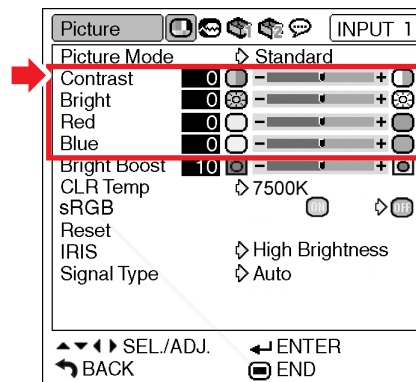 Picture INPUT 1
Picture Mode Standard
Contrast 0
Bright 0
Red 0
Blue 0
Bright Boost 10
CLR Temp 7500K
sRGB ON OFF
Reset
IRIS High Brightness
Signal Type Auto
SEL./ADJ. ENTER
BACK END